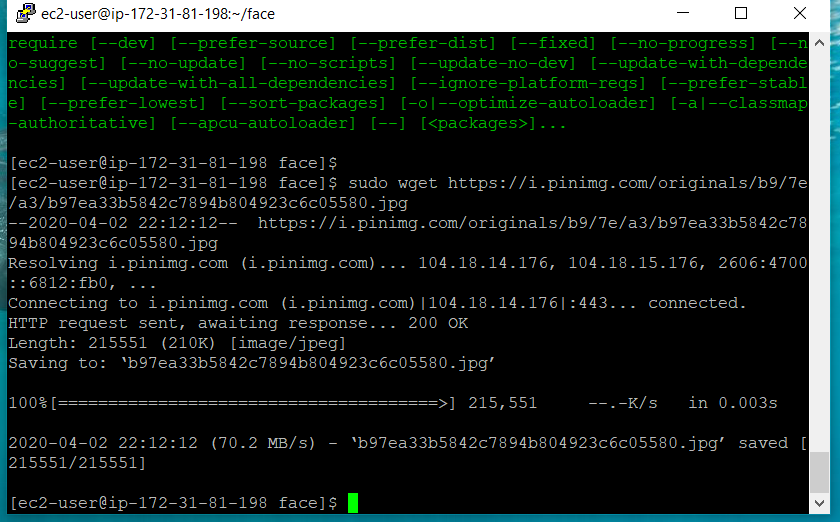 ec2-user@ip-172-31-81-198:~/face
require [--dev] [--prefer-source] [--prefer-dist] [--fixed] [--no-progress] [--n
o-suggest] [--no-update] [--no-scripts] [--update-no-dev] [--update-with-depende
ncies] [--update-with-all-dependencies] [--ignore-platform-reqs] [--prefer-stabl
e] [--prefer-lowest] [--sort-packages] [-o|--optimize-autoloader] [-a|--classmap
-authoritative] [--apcu-autoloader] [--] [<packages>]...
[ec2-user@ip-172-31-81-198 face]$
[ec2-user@ip-172-31-81-198 face]$ sudo wget https://i.pinimg.com/originals/b9/7e
/a3/b97ea33b5842c7894b804923c6c05580.jpg
--2020-04-02 22:12:12--  https://i.pinimg.com/originals/b9/7e/a3/b97ea33b5842c78
94b804923c6c05580.jpg
Resolving i.pinimg.com (i.pinimg.com)... 104.18.14.176, 104.18.15.176, 2606:4700
::6812:fb0, ...
Connecting to i.pinimg.com (i.pinimg.com)|104.18.14.176|:443... connected.
HTTP request sent, awaiting response... 200 OK
Length: 215551 (210K) [image/jpeg]
Saving to: ‘b97ea33b5842c7894b804923c6c05580.jpg’
100%[======================================>] 215,551     --.-K/s   in 0.003s
2020-04-02 22:12:12 (70.2 MB/s) - ‘b97ea33b5842c7894b804923c6c05580.jpg’ saved [
215551/215551]
[ec2-user@ip-172-31-81-198 face]$